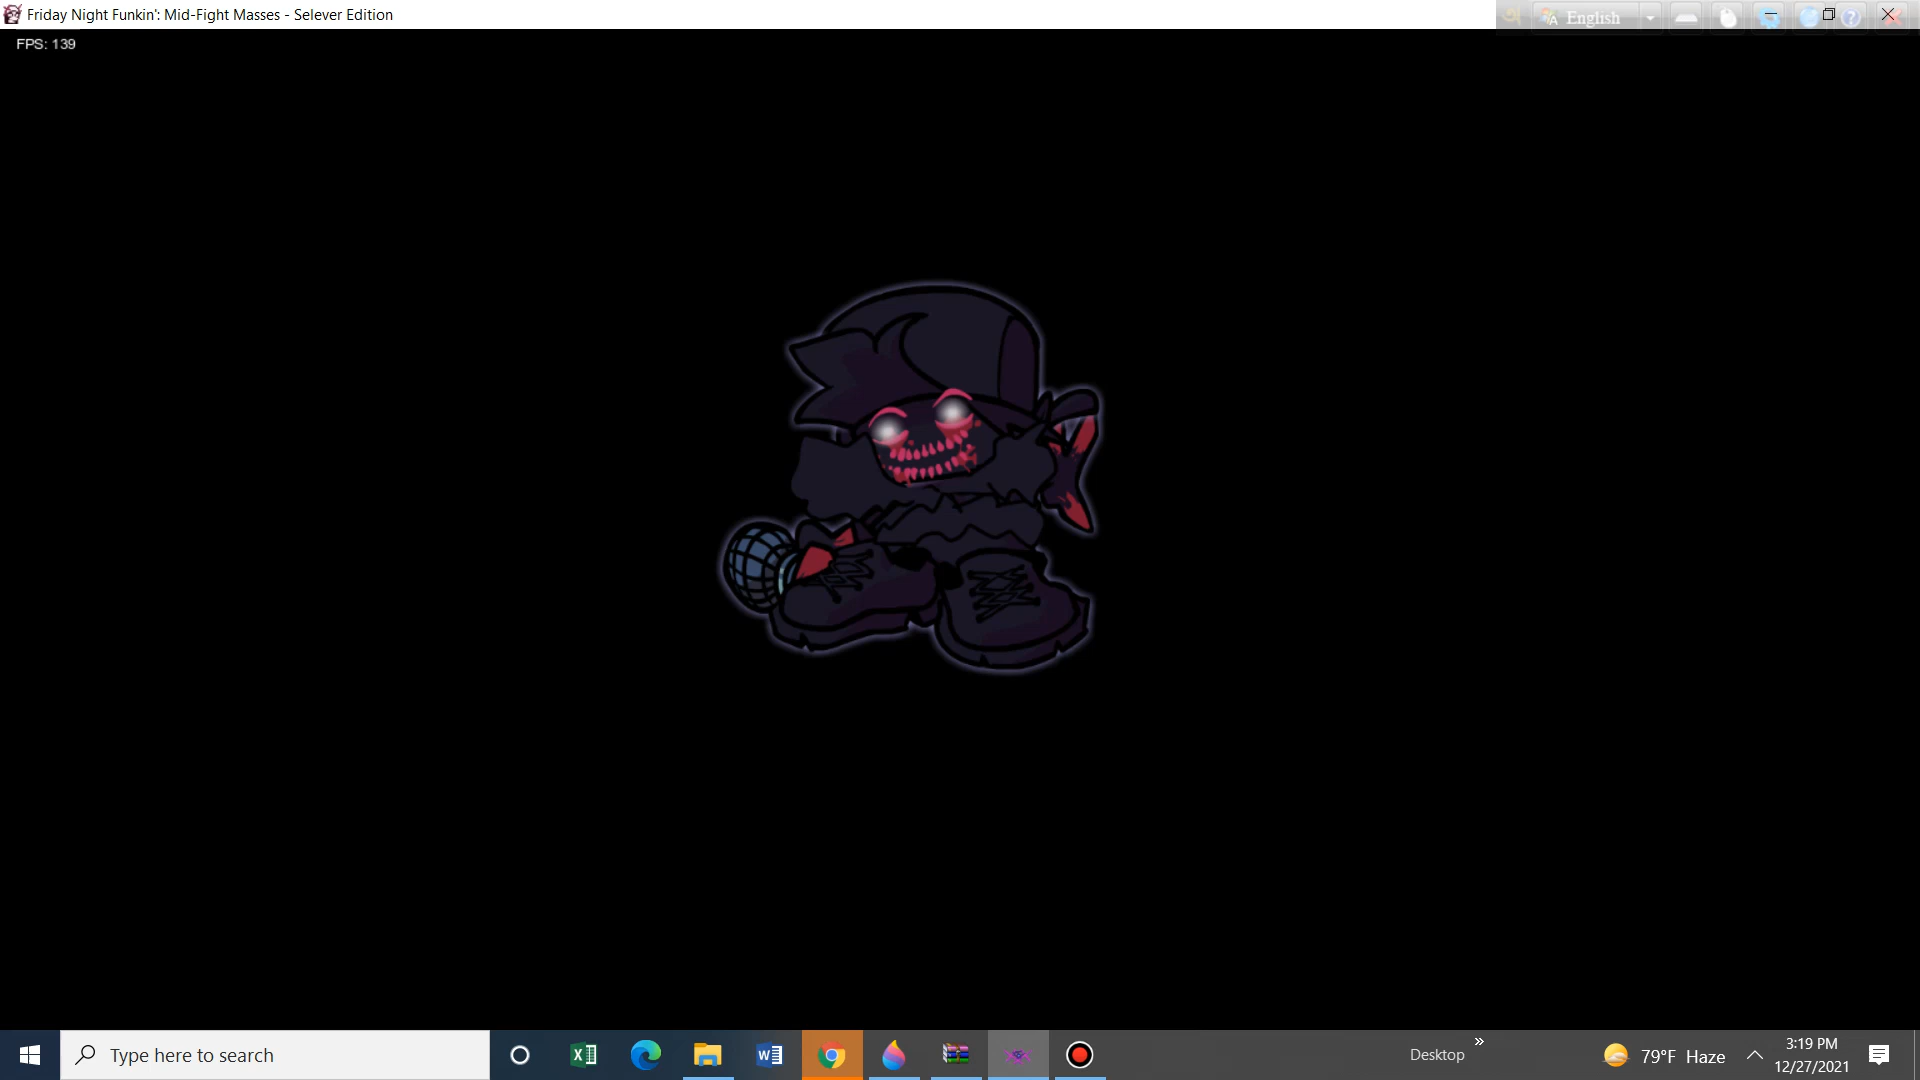 Friday Night Funkin': Mid-Fight Masses - Selever Edition
English
FPS: 139
Type here to search
Desktop
79°F Haze
3:19 PM
12/27/2021